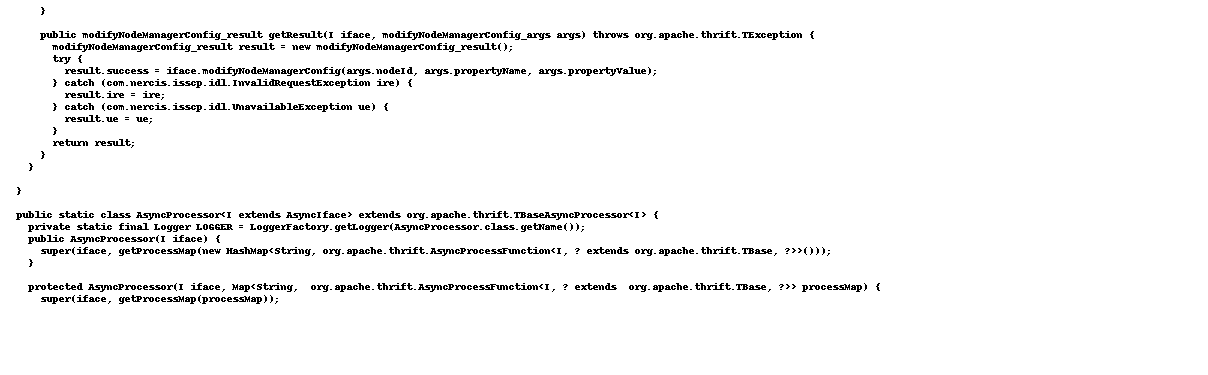 }
public modifyNodeManagerConfig_result getResult(I iface, modifyNodeManagerConfig_args args) throws org.apache.thrift.TException {
modifyNodeManagerConfig_result result = new modifyNodeManagerConfig_result();
try {
result.success = iface.modifyNodeManagerConfig(args.nodeId, args.propertyName, args.propertyValue);
} catch (com.nercis.isscp.idl.InvalidRequestException ire) {
result.ire = ire;
} catch (com.nercis.isscp.idl.UnavailableException ue) {
result.ue = ue;
}
return result;
}
}
}
public static class AsyncProcessor<I extends AsyncIface> extends org.apache.thrift.TBaseAsyncProcessor<I> {
private static final Logger LOGGER = LoggerFactory.getLogger(AsyncProcessor.class.getName());
public AsyncProcessor(I iface) {
super(iface, getProcessMap(new HashMap<String, org.apache.thrift.AsyncProcessFunction<I, ? extends org.apache.thrift.TBase, ?>>()));
}
protected AsyncProcessor(I iface, Map<String,  org.apache.thrift.AsyncProcessFunction<I, ? extends  org.apache.thrift.TBase, ?>> processMap) {
super(iface, getProcessMap(processMap));